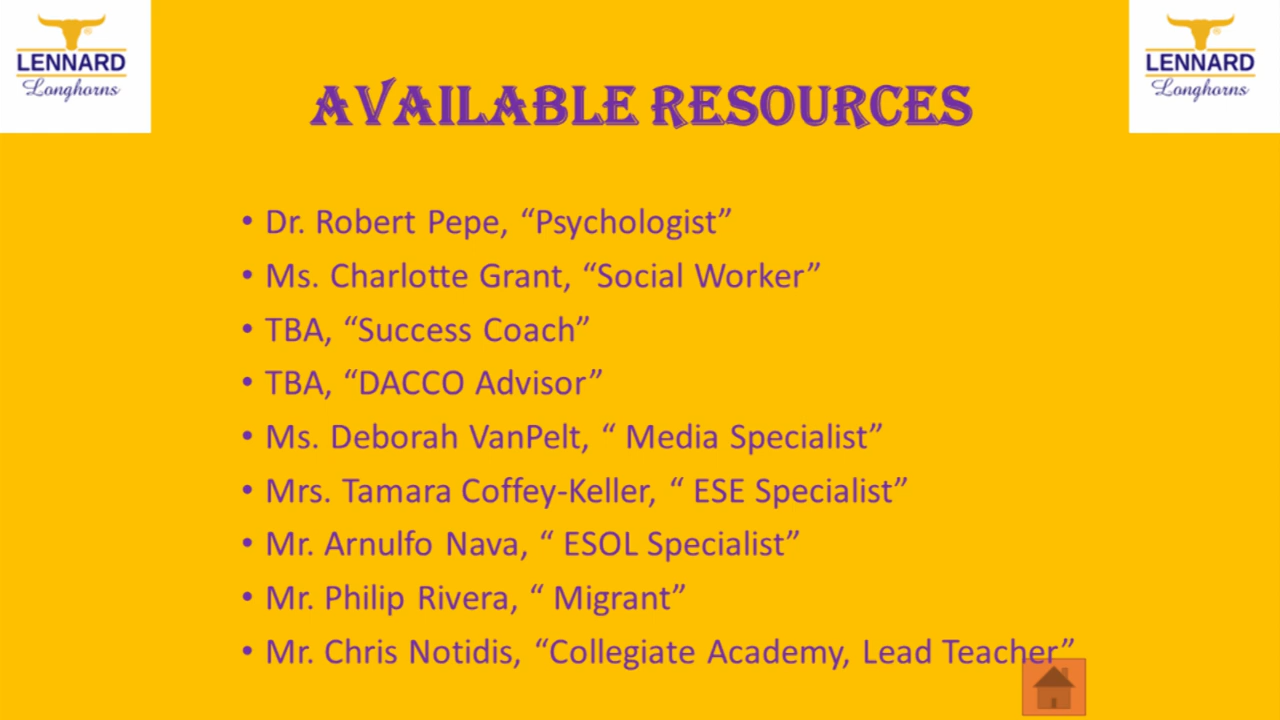 LENNARD
Longhorns
LENNARD
Longhorns
AVAILABLE RESOURCES
• Dr. Robert Pepe, “Psychologist”
• Ms. Charlotte Grant, “Social Worker”
• TBA, “Success Coach”
• TBA, “DACCO Advisor”
• Ms. Deborah VanPelt, “ Media Specialist”
• Mrs. Tamara Coffey-Keller, “ ESE Specialist”
• Mr. Arnulfo Nava, “ ESOL Specialist”
• Mr. Philip Rivera, “ Migrant”
• Mr. Chris Notidis, “Collegiate Academy, Lead Teacher”